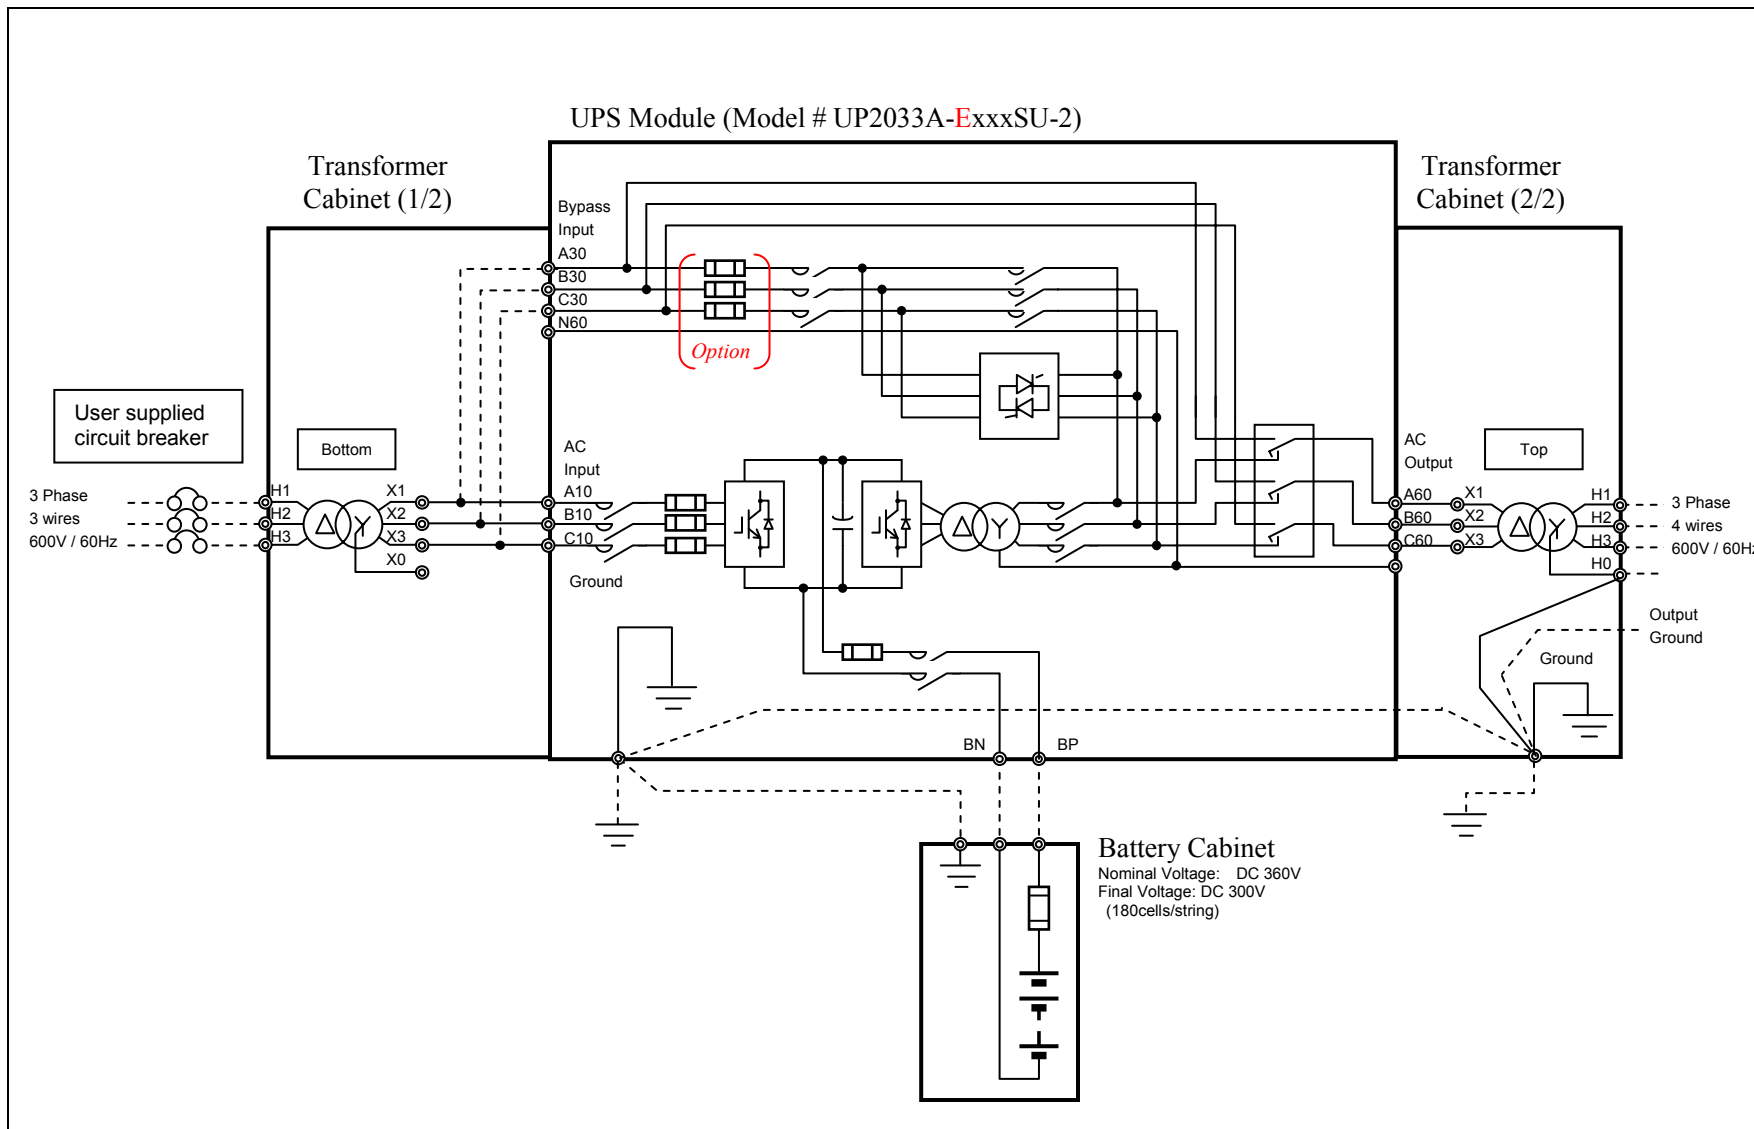 UPS Module (Model # UP2033A-ExxxSU-2)
Transformer
Cabinet (1/2)
Transformer
Cabinet (2/2)
Bypass
Input
A30
B30
C30
N60
Option
User supplied
circuit breaker
Bottom
3 Phase
3 wires
600V / 60Hz
H1
H2
H3
X1
X2
X3
X0
AC
Input
A10
B10
C10
Ground
AC
Output
A60
B60
C60
Top
X1
X2
X3
H1
H2
H3
H0
3 Phase
4 wires
600V / 60Hz
Output
Ground
Ground
BN
BP
Battery Cabinet
Nominal Voltage: DC 360V
Final Voltage: DC 300V
(180cells/string)